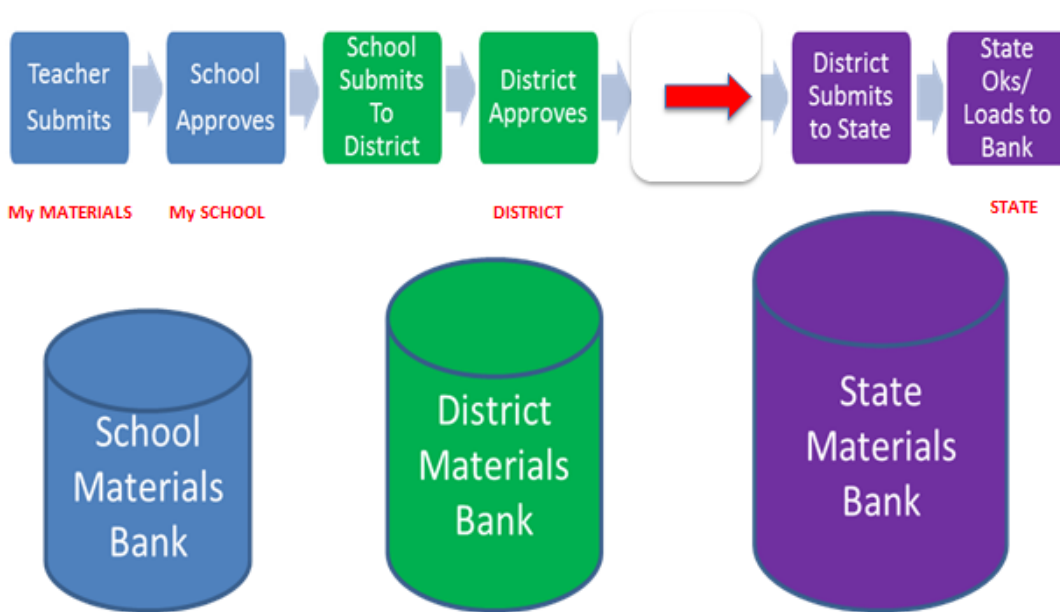 Teacher
Submits
School
Approves
School
Submits
To
District
District
Approves
District
Submits
to State
State
Oks/
Loads to
Bank
My MATERIALS
My SCHOOL
DISTRICT
STATE
School
Materials
Bank
District
Materials
Bank
State
Materials
Bank